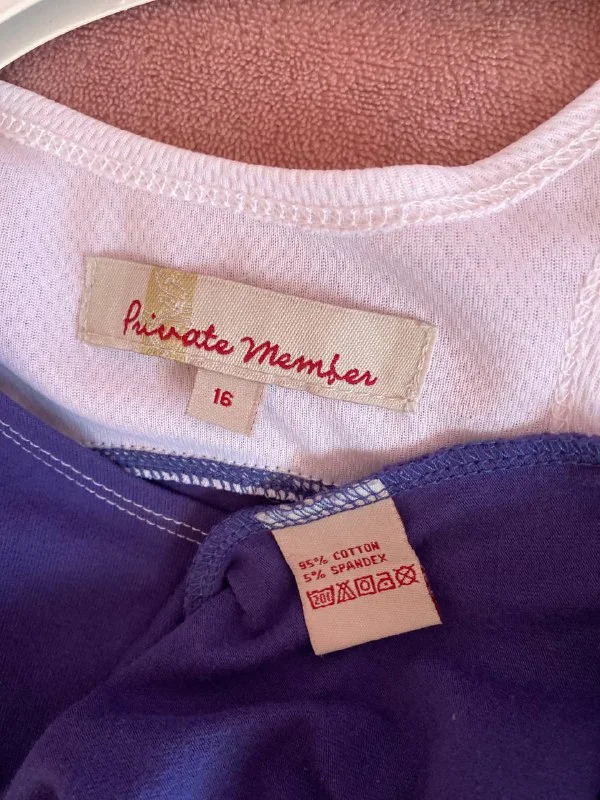 Private Member
16
95% COTTON
5% SPANDEX